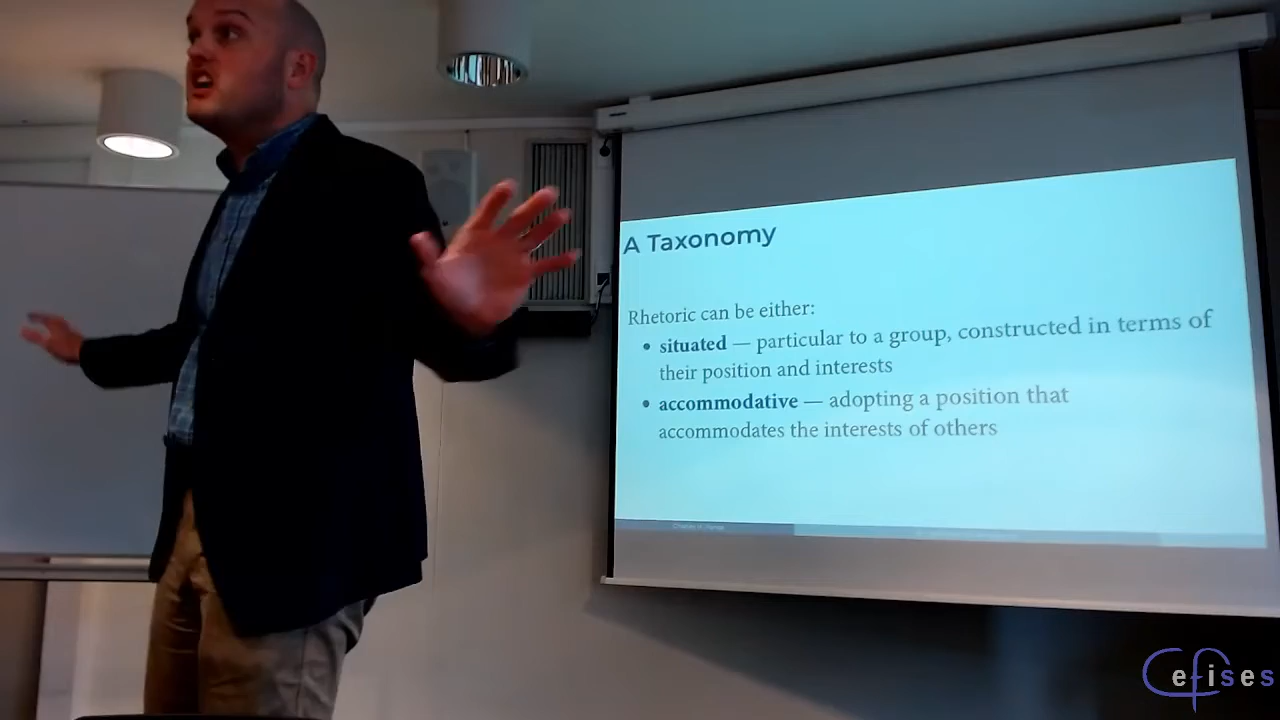 A Taxonomy
Rhetoric can be either:
• situated — particular to a group, constructed in terms of
their position and interests
• accommodative — adopting a position that
accommodates the interests of others
Cefises